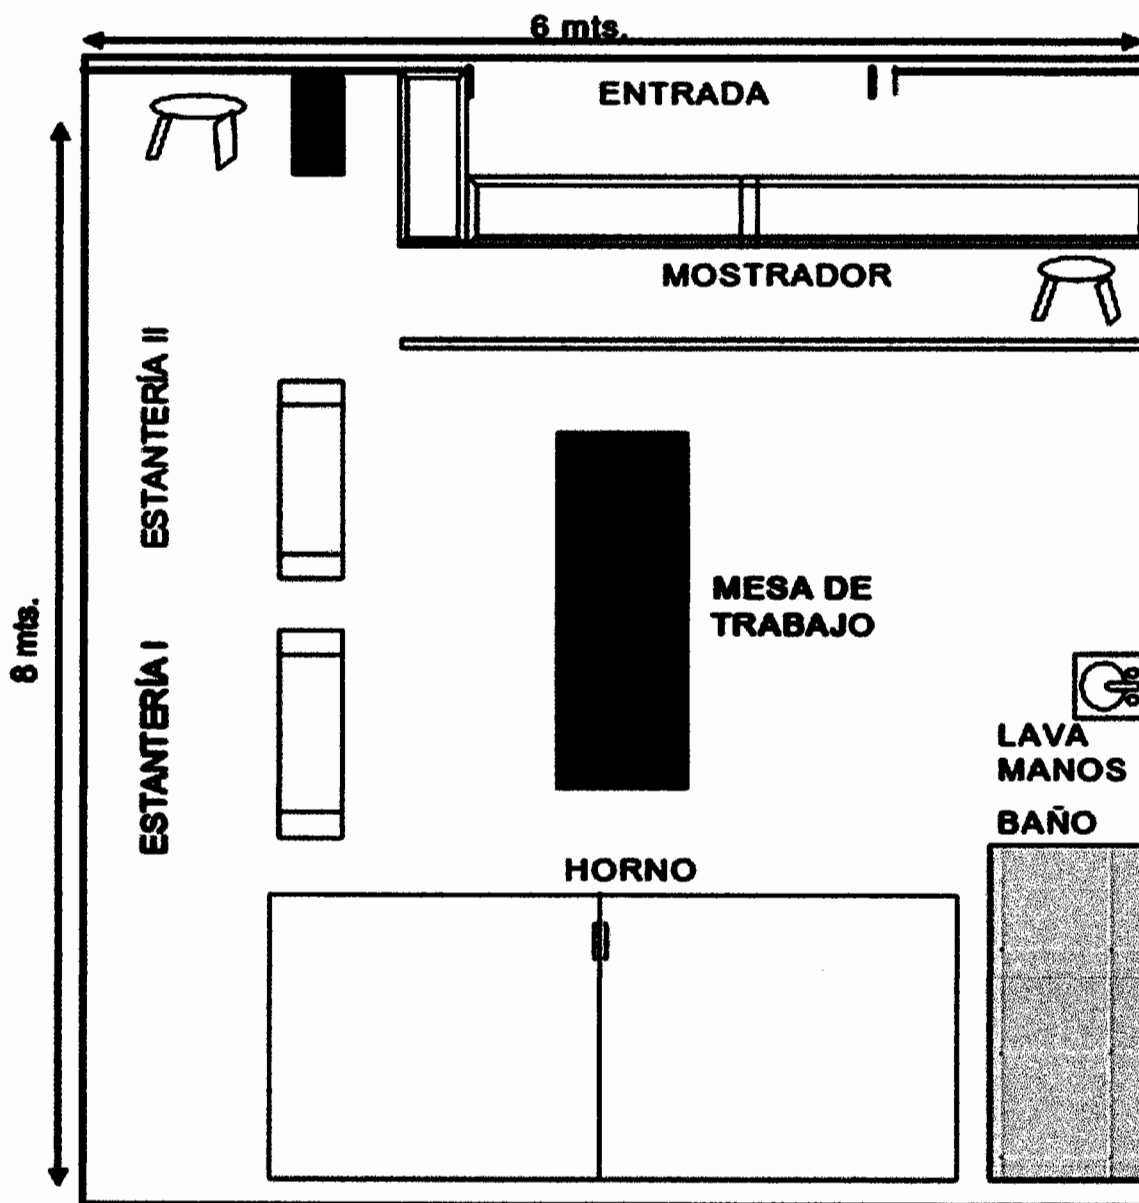 6 mts.
ENTRADA
MOSTRADOR
ESTANTERÍA II
8 mts.
MESA DE
TRABAJO
ESTANTERÍA I
LAVA
MANOS
BAÑO
HORNO